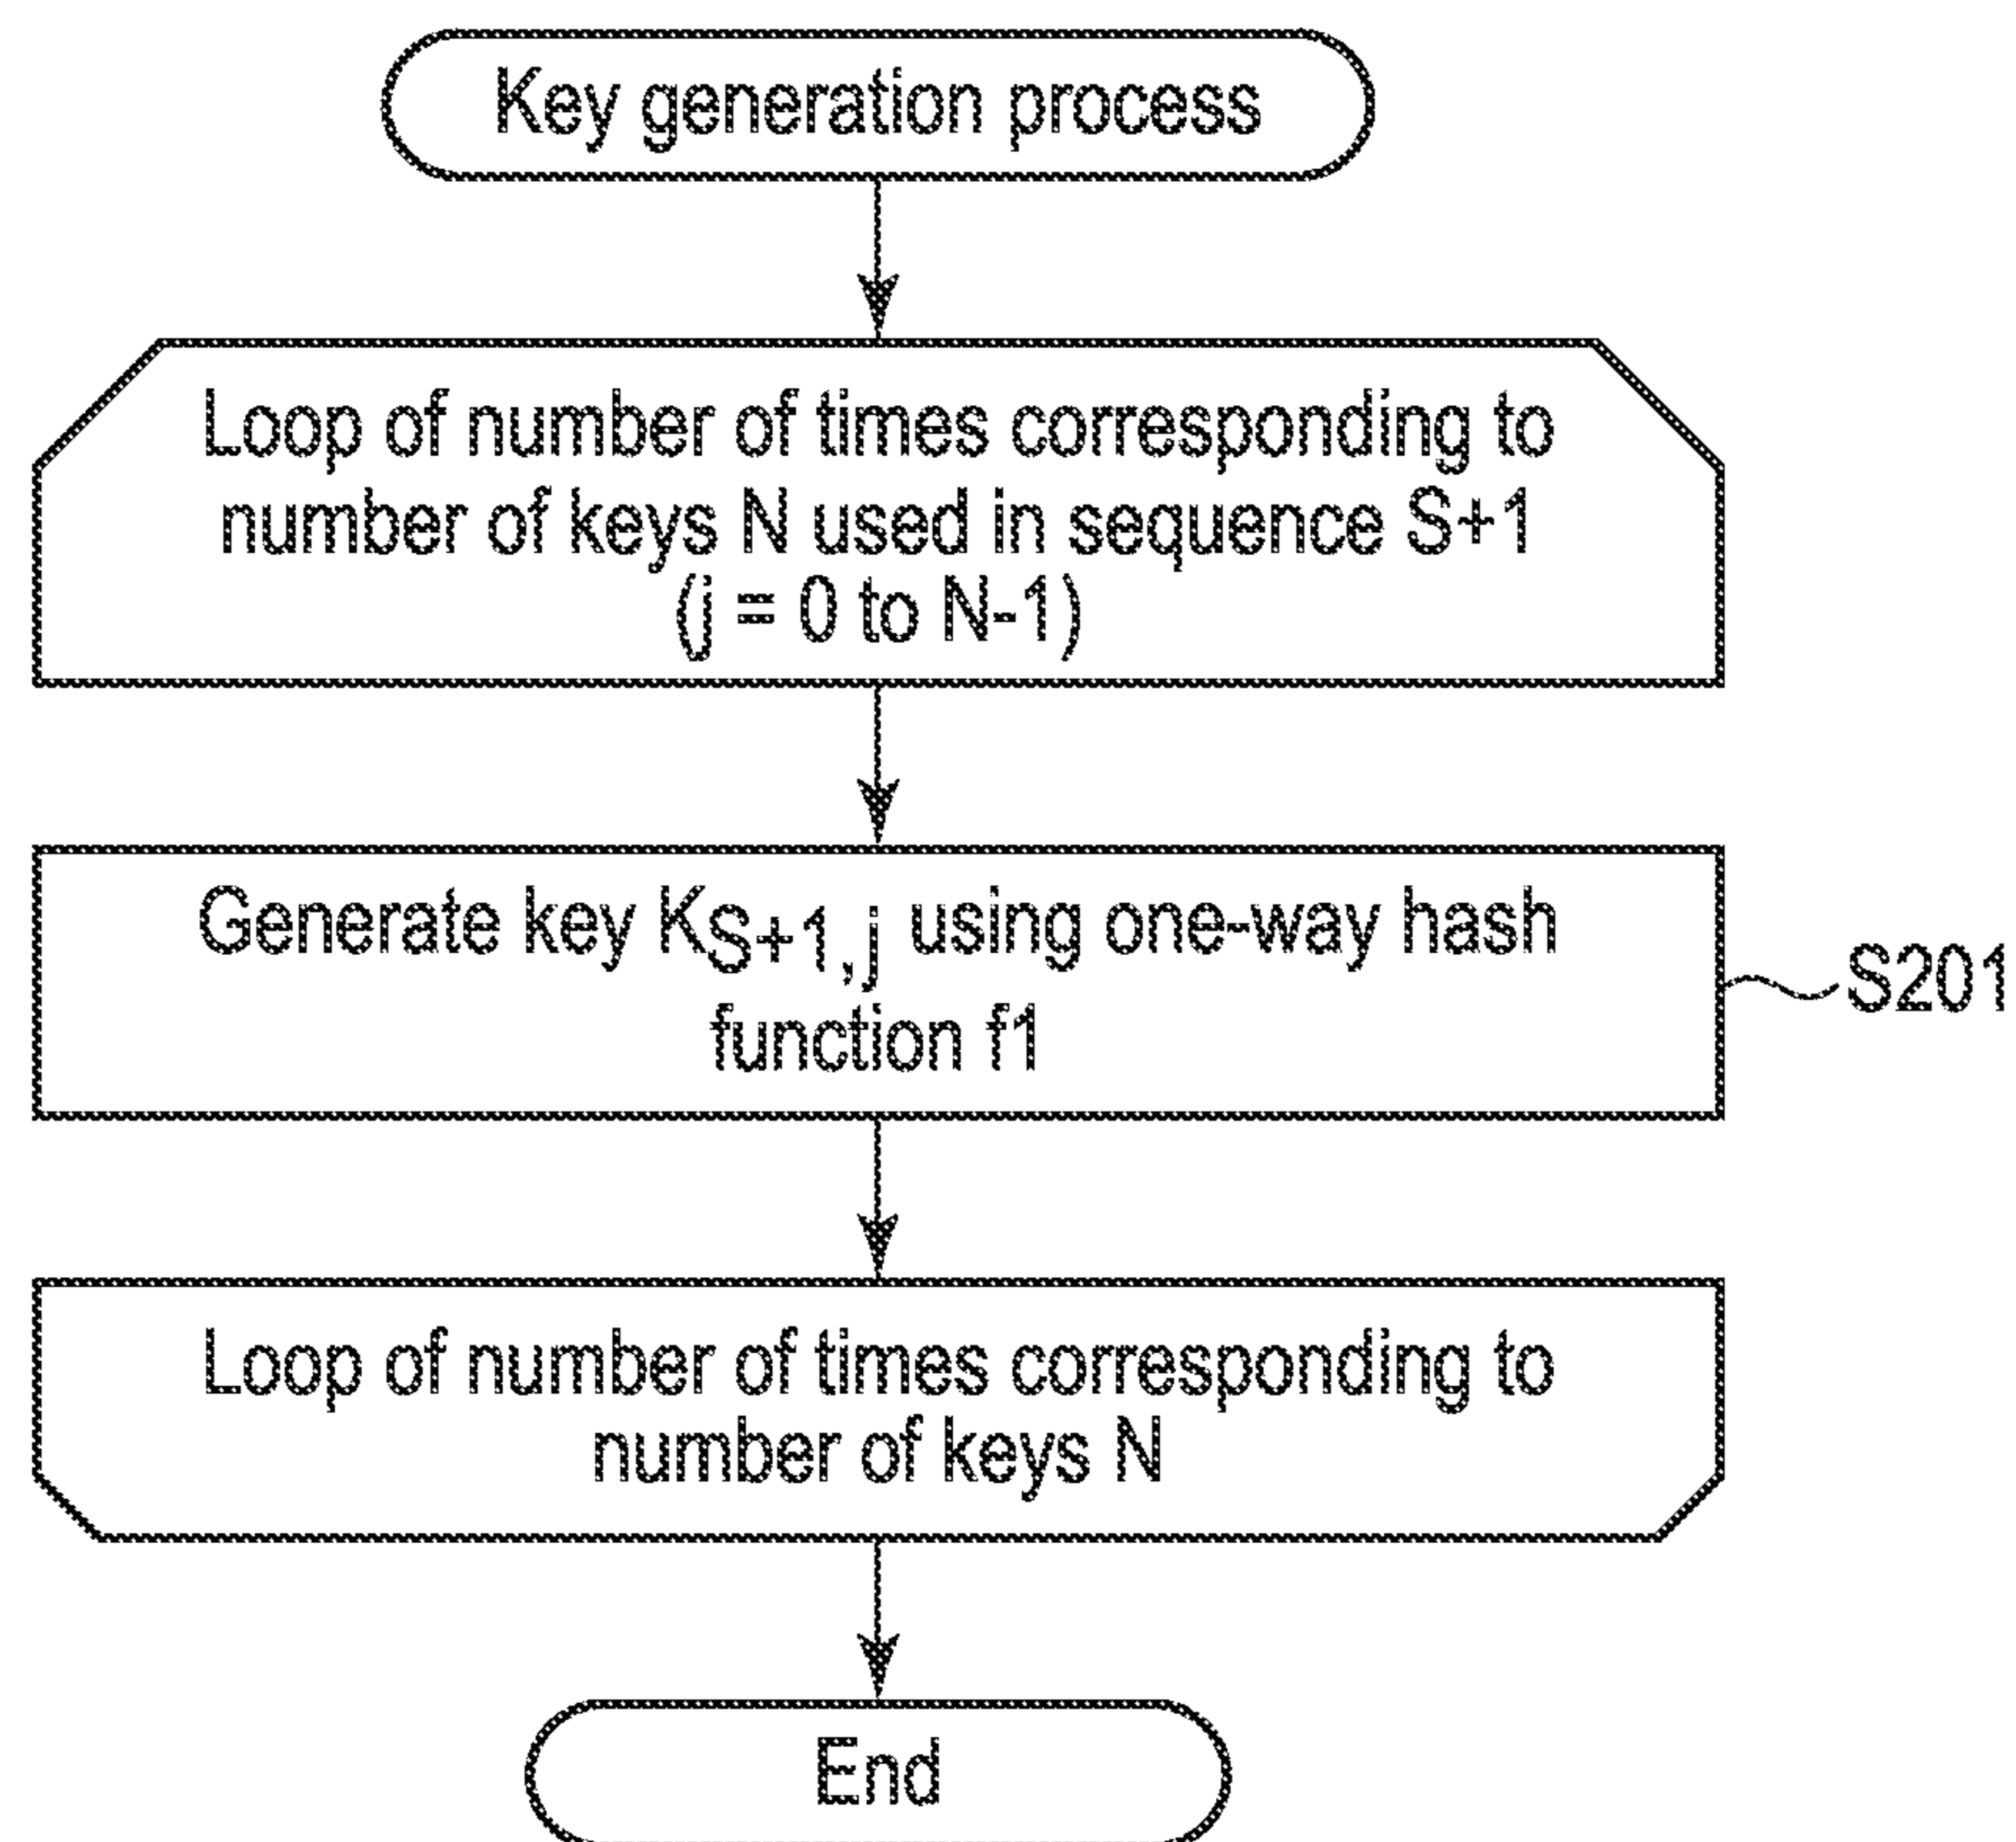 Key generation process
Loop of number of times corresponding to
number of keys N used in sequence S+1
(j = 0 to N-1)
Generate key KS+1, j using one-way hash
function f1
S201
Loop of number of times corresponding to
number of keys N
End